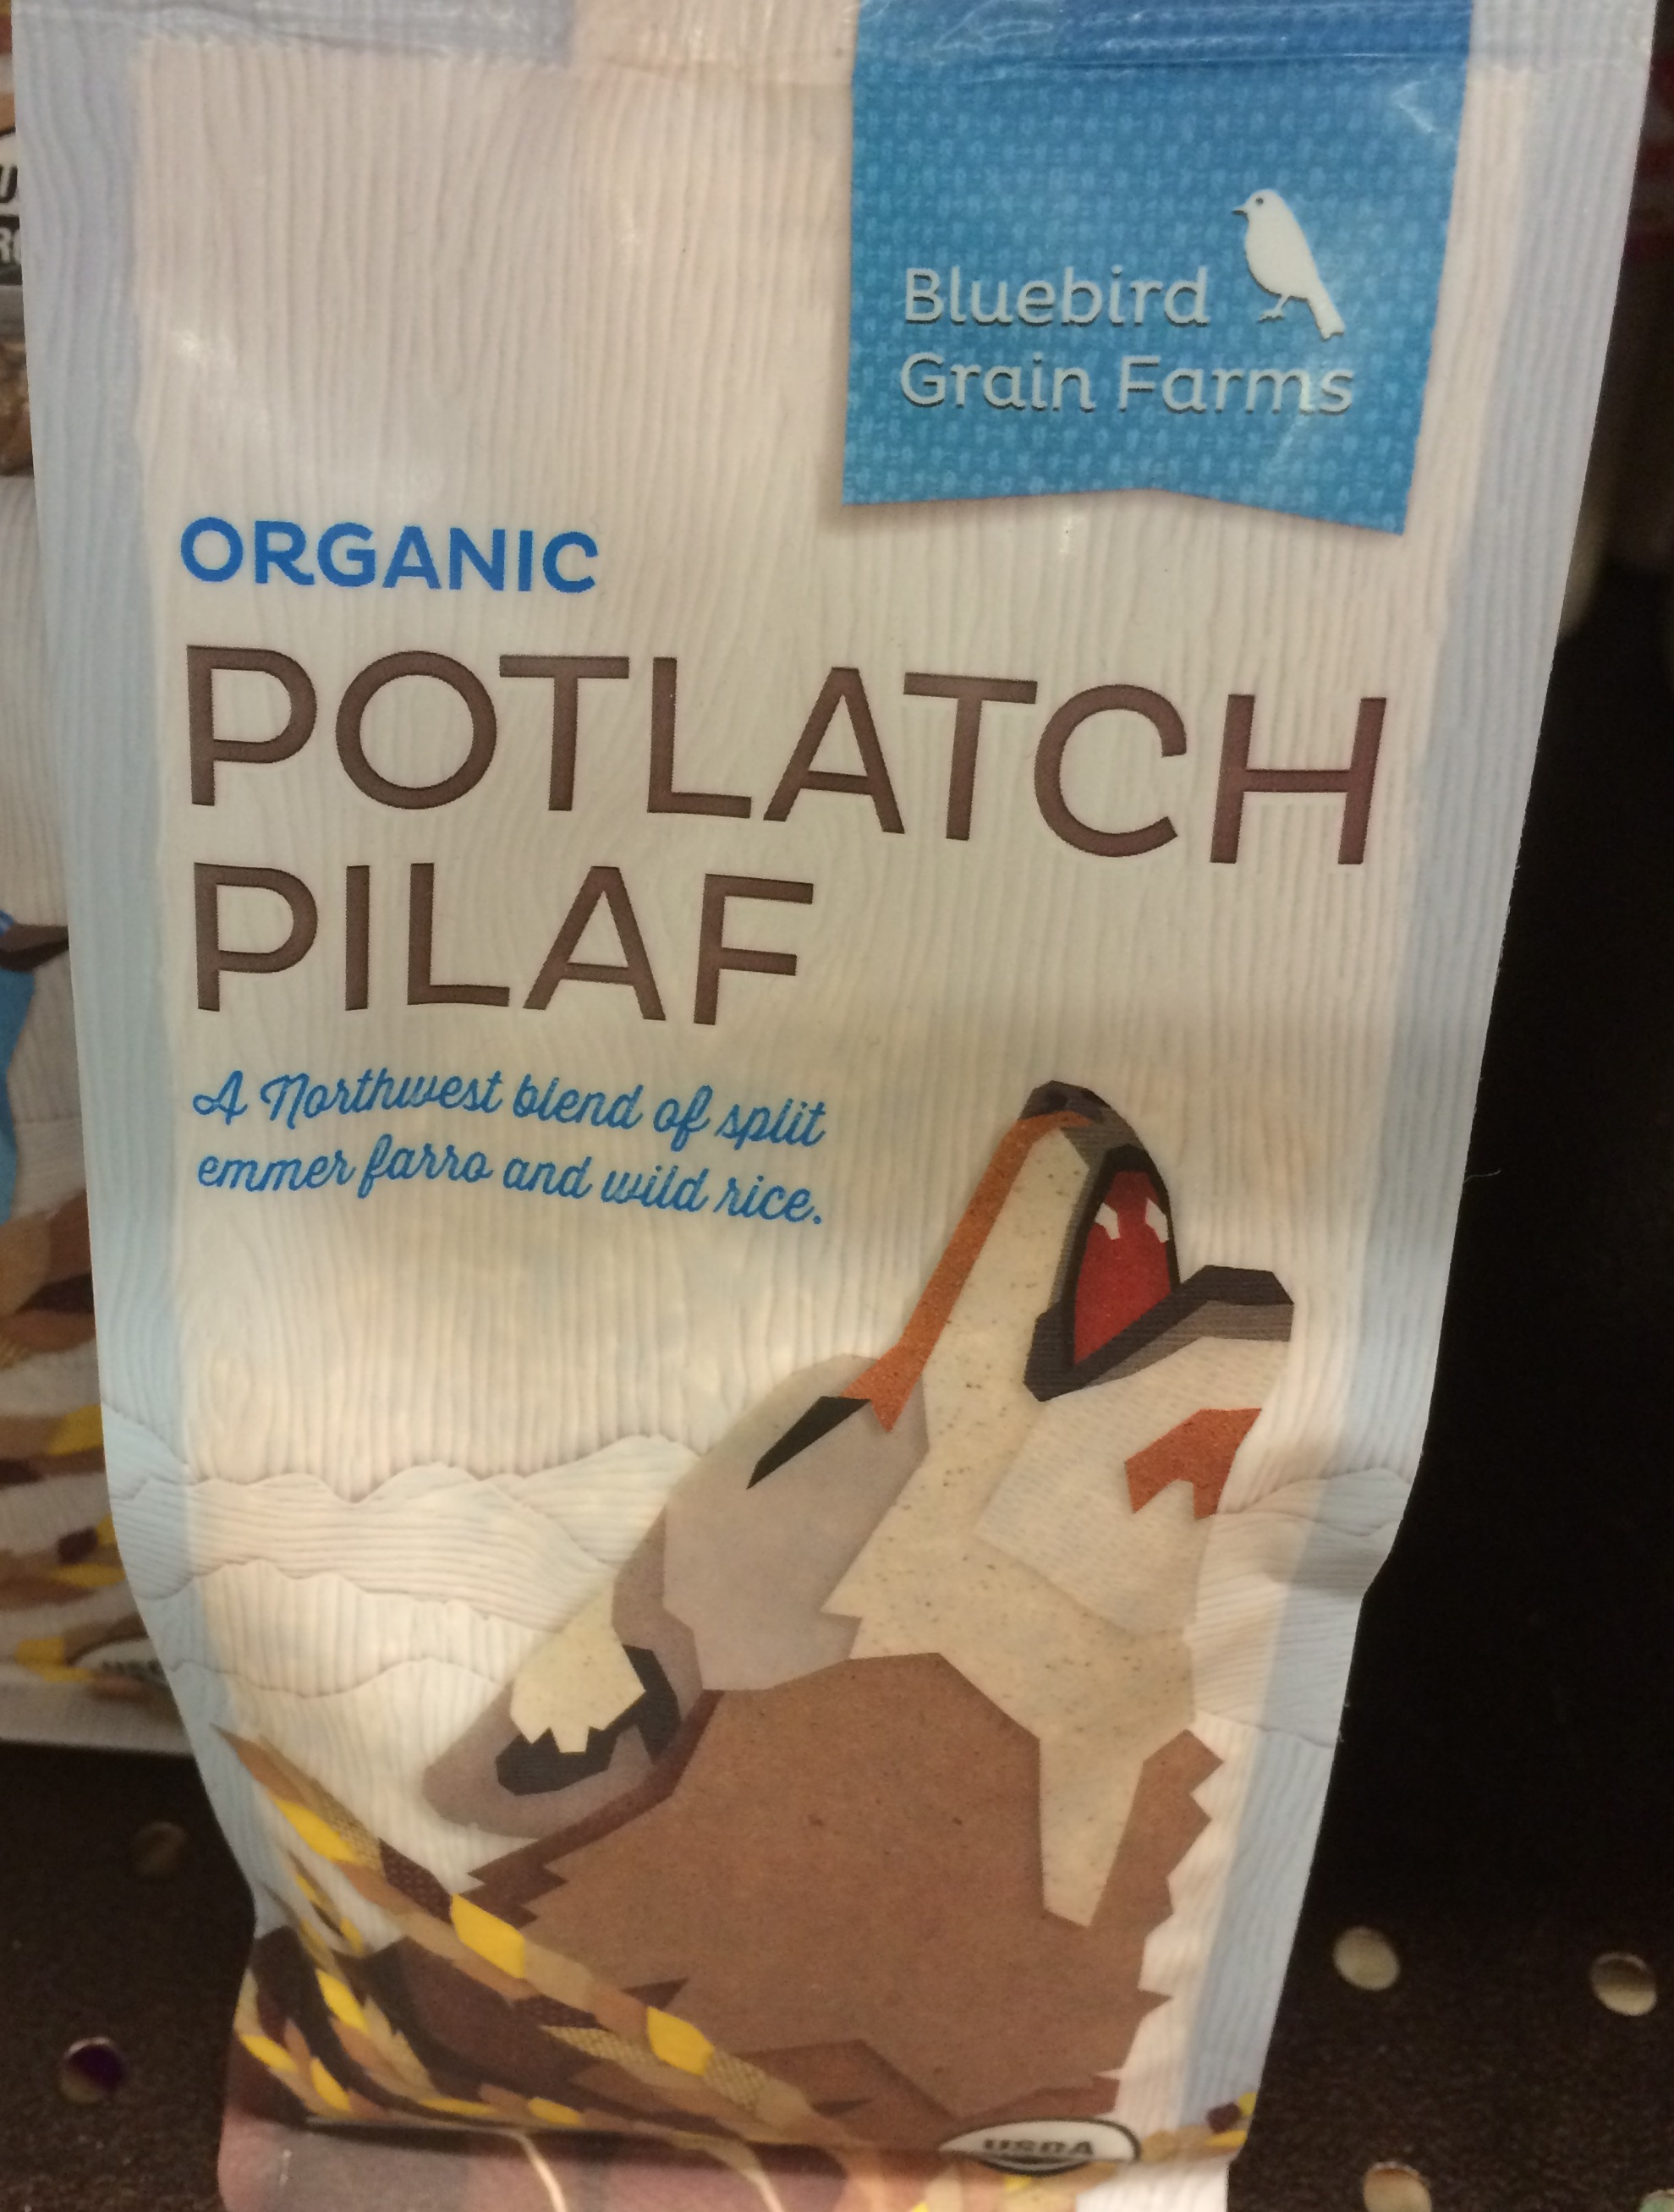 Bluebird
Grain Farms
ORGANIC
POTLATCH
PILAF
A Northwest blend of split
emmer farro and wild rice.
USDA